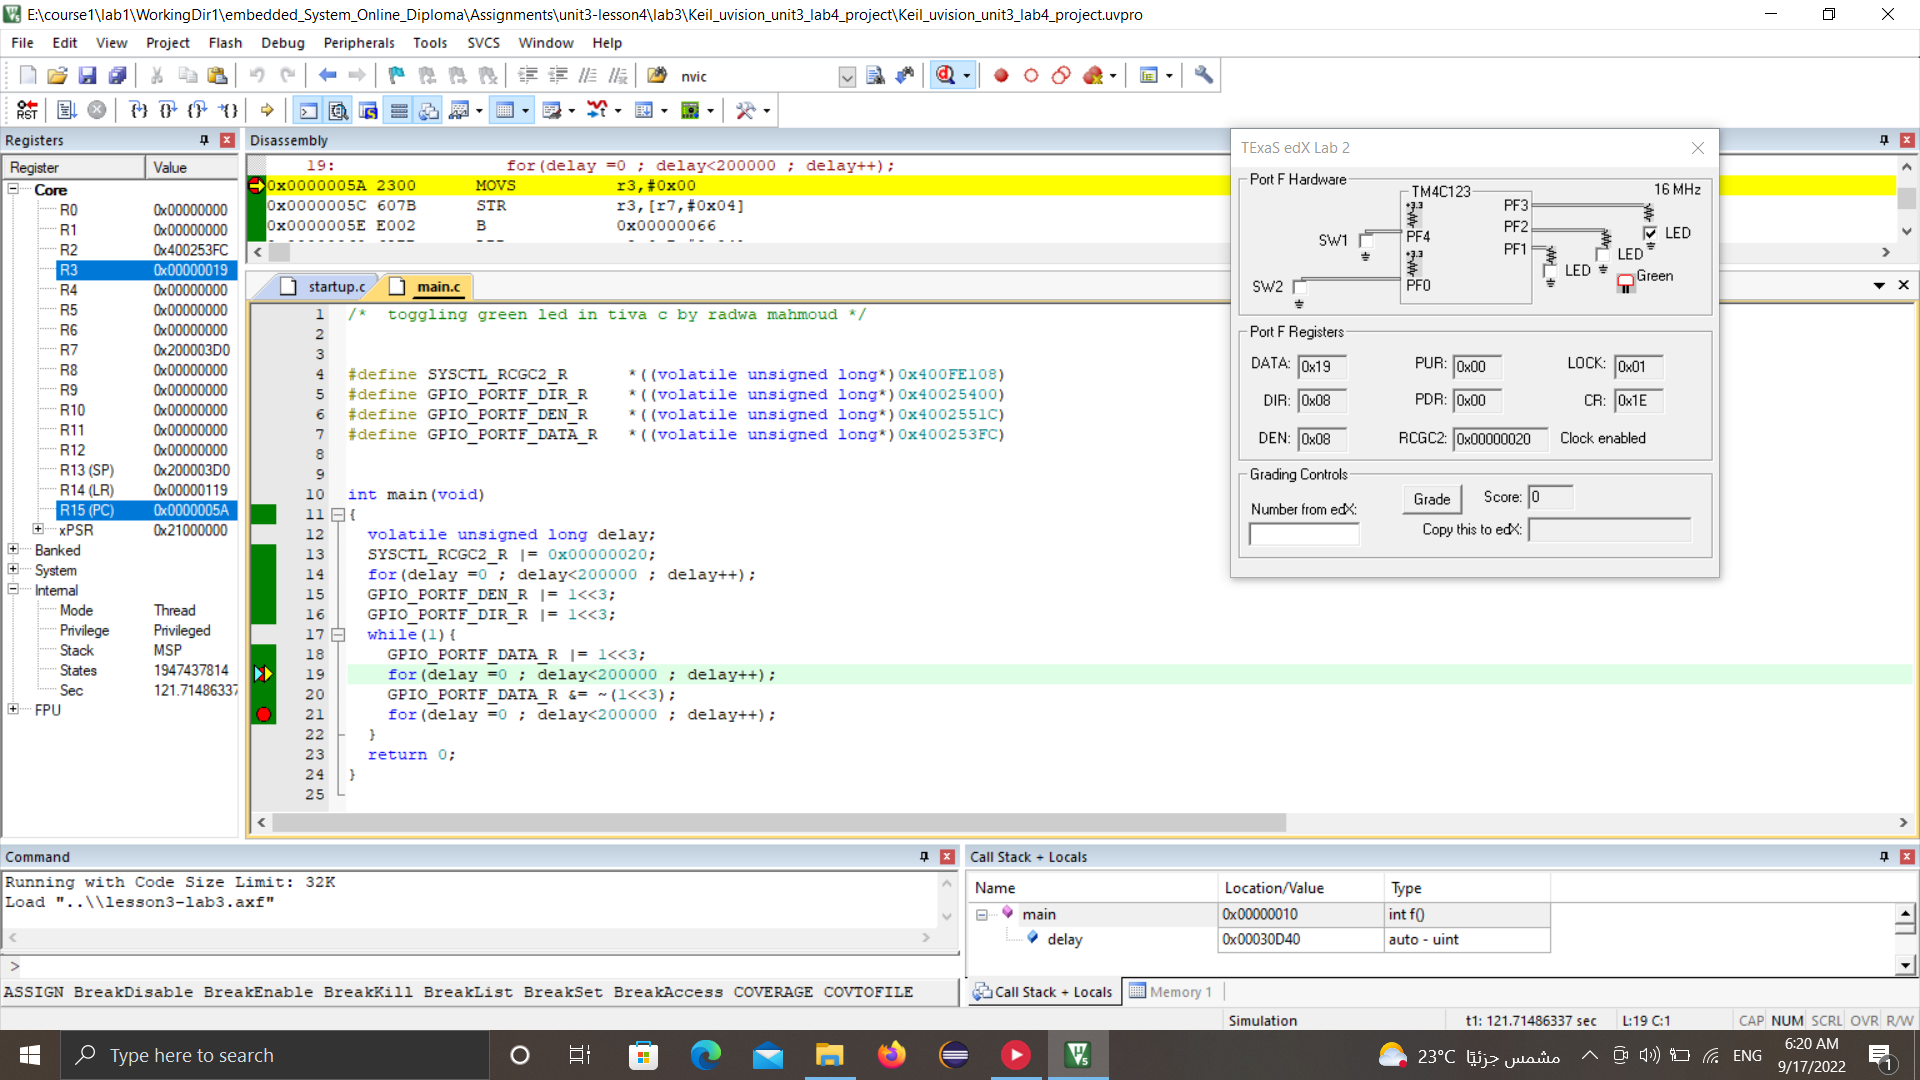 E:\course1\lab1\WorkingDir1\embedded_System_Online_Diploma\Assignments\unit3-lesson4\lab3\Keil_uvision_unit3_lab4_project\Keil_uvision_unit3_lab4_project.uvpro
File Edit View Project Flash Debug Peripherals Tools SVCS Window Help
nvic
RST
Registers
Register Value
Core
R0 0x00000000
R1 0x00000000
R2 0x400253FC
R3 0x00000019
R4 0x00000000
R5 0x00000000
R6 0x00000000
R7 0x200003D0
R8 0x00000000
R9 0x00000000
R10 0x00000000
R11 0x00000000
R12 0x00000000
R13 (SP) 0x200003D0
R14 (LR) 0x00000119
R15 (PC) 0x0000005A
xPSR 0x21000000
Banked
System
Internal
Mode Thread
Privilege Privileged
Stack MSP
States 1947437814
Sec 121.71486337
FPU
Disassembly
19: for(delay =0 ; delay<200000 ; delay++);
0x0000005A 2300 MOVS r3,#0x00
0x0000005C 607B STR r3,[r7,#0x04]
0x0000005E E002 B 0x00000066
startup.c main.c
1 /* toggling green led in tiva c by radwa mahmoud */
2
3
4 #define SYSCTL_RCGC2_R *((volatile unsigned long*)0x400FE108)
5 #define GPIO_PORTF_DIR_R *((volatile unsigned long*)0x40025400)
6 #define GPIO_PORTF_DEN_R *((volatile unsigned long*)0x4002551C)
7 #define GPIO_PORTF_DATA_R *((volatile unsigned long*)0x400253FC)
8
9
10 int main(void)
11 {
12 volatile unsigned long delay;
13 SYSCTL_RCGC2_R |= 0x00000020;
14 for(delay =0 ; delay<200000 ; delay++);
15 GPIO_PORTF_DEN_R |= 1<<3;
16 GPIO_PORTF_DIR_R |= 1<<3;
17 while(1){
18 GPIO_PORTF_DATA_R |= 1<<3;
19 for(delay =0 ; delay<200000 ; delay++);
20 GPIO_PORTF_DATA_R &= ~(1<<3);
21 for(delay =0 ; delay<200000 ; delay++);
22 }
23 return 0;
24 }
25
TExaS edX Lab 2
Port F Hardware
TM4C123 16 MHz
+3.3 PF3
SW1 PF4 PF2 LED
+3.3 PF1 LED
SW2 PF0 LED Green
Port F Registers
DATA: 0x19 PUR: 0x00 LOCK: 0x01
DIR: 0x08 PDR: 0x00 CR: 0x1E
DEN: 0x08 RCGC2: 0x00000020 Clock enabled
Grading Controls
Number from edX: Grade Score: 0
Copy this to edX:
Command
Running with Code Size Limit: 32K
Load "..\\lesson3-lab3.axf"
>
ASSIGN BreakDisable BreakEnable BreakKill BreakList BreakSet BreakAccess COVERAGE COVTOFILE
Call Stack + Locals
Name Location/Value Type
main 0x00000010 int f()
delay 0x00030D40 auto - uint
Call Stack + Locals Memory 1
Simulation t1: 121.71486337 sec L:19 C:1 CAP NUM SCRL OVR R/W
Type here to search
23°C مشمس جزئيًا
ENG
6:20 AM
9/17/2022
1